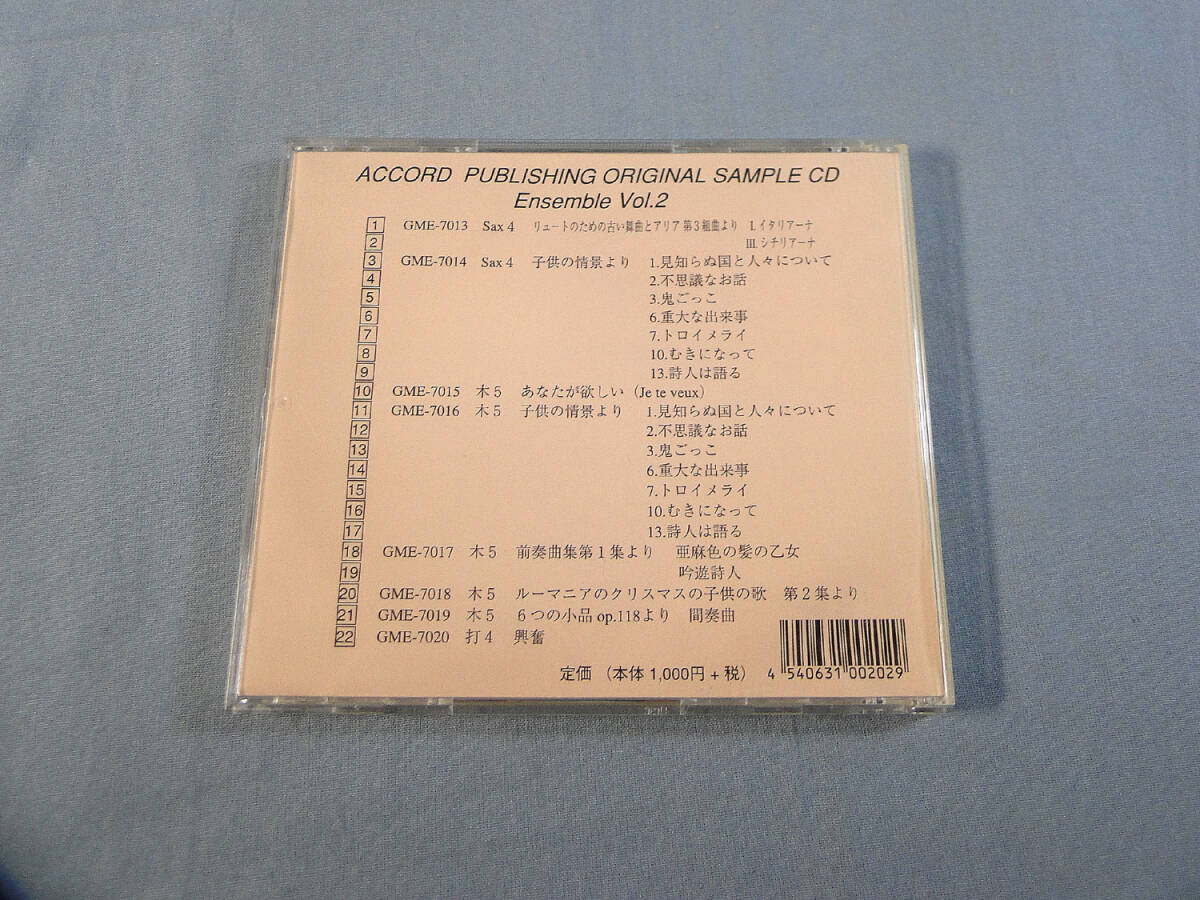 ACCORD PUBLISHING ORIGINAL SAMPLE CD
Ensemble Vol.2
1 GME-7013 Sax 4 リュートのための古い舞曲とアリア 第3組曲より I.イタリアーナ
2 III.シチリアーナ
3 GME-7014 Sax 4 子供の情景より 1.見知らぬ国と人々について
4 2.不思議なお話
5 3.鬼ごっこ
6 6.重大な出来事
7 7.トロイメライ
8 10.むきになって
9 13.詩人は語る
10 GME-7015 木5 あなたが欲しい (Je te veux)
11 GME-7016 木5 子供の情景より 1.見知らぬ国と人々について
12 2.不思議なお話
13 3.鬼ごっこ
14 6.重大な出来事
15 7.トロイメライ
16 10.むきになって
17 13.詩人は語る
18 GME-7017 木5 前奏曲集第1集より 亜麻色の髪の乙女
19 吟遊詩人
20 GME-7018 木5 ルーマニアのクリスマスの子供の歌 第2集より
21 GME-7019 木5 6つの小品 op.118より 間奏曲
22 GME-7020 打4 興奮
定価 (本体 1,000円+税) 4 540631 002029